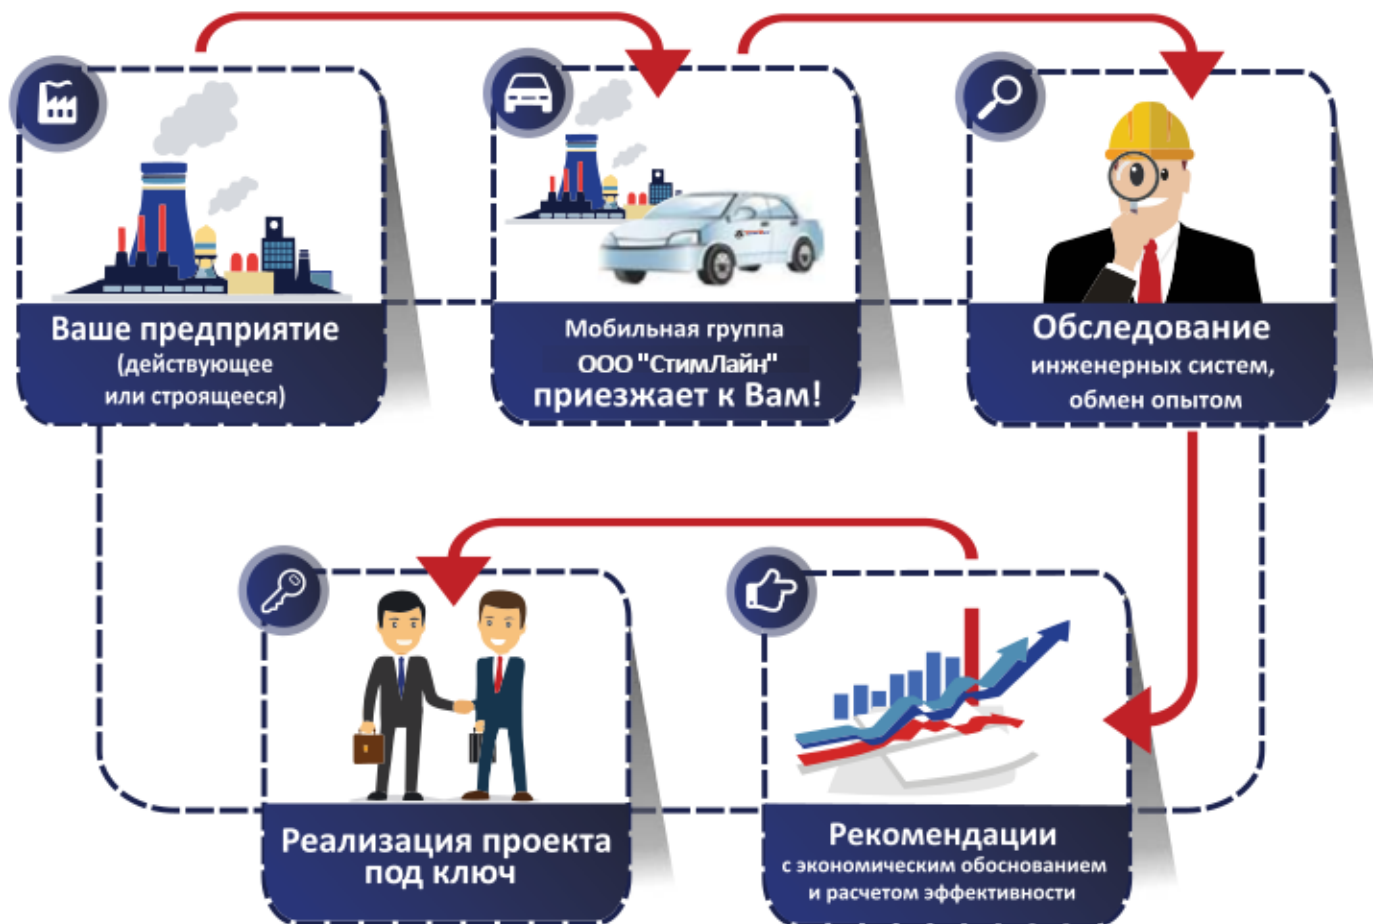 Ваше предприятие
(действующее
или строящееся)
Мобильная группа
ООО "СтимЛайн"
приезжает к Вам!
Обследование
инженерных систем,
обмен опытом
Реализация проекта
под ключ
Рекомендации
с экономическим обоснованием
и расчетом эффективности